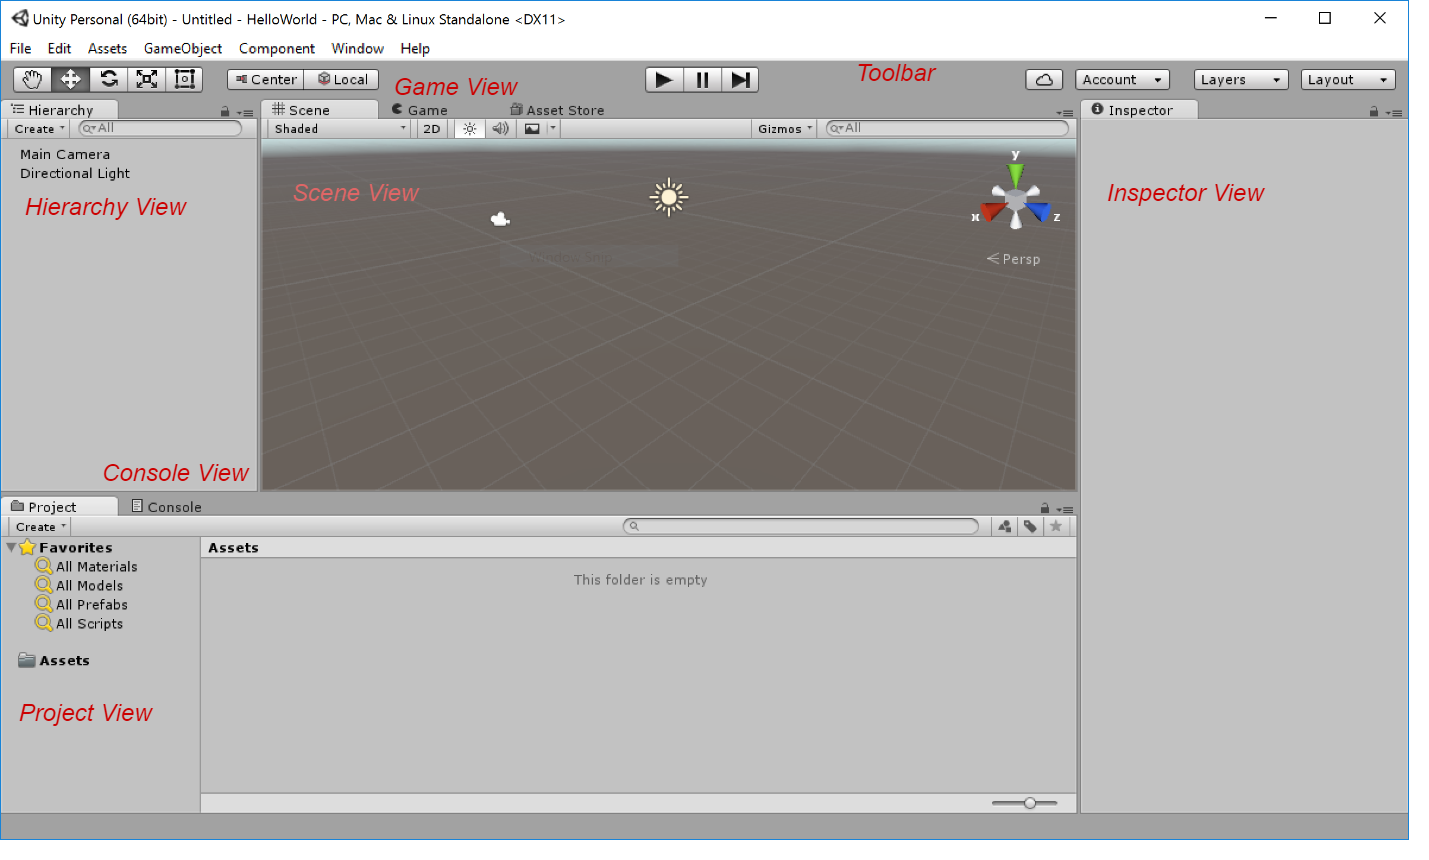 Unity Personal (64bit) - Untitled - HelloWorld - PC, Mac & Linux Standalone <DX11>
File Edit Assets GameObject Component Window Help
Center Local Game View Toolbar Account Layers Layout
Hierarchy Scene Game Asset Store Inspector
Create All Shaded 2D Gizmos All
Main Camera
Directional Light
Hierarchy View
Scene View
y
x z
Persp
Window Snip
Inspector View
Console View
Project Console
Create
Favorites Assets
All Materials This folder is empty
All Models
All Prefabs
All Scripts
Assets
Project View